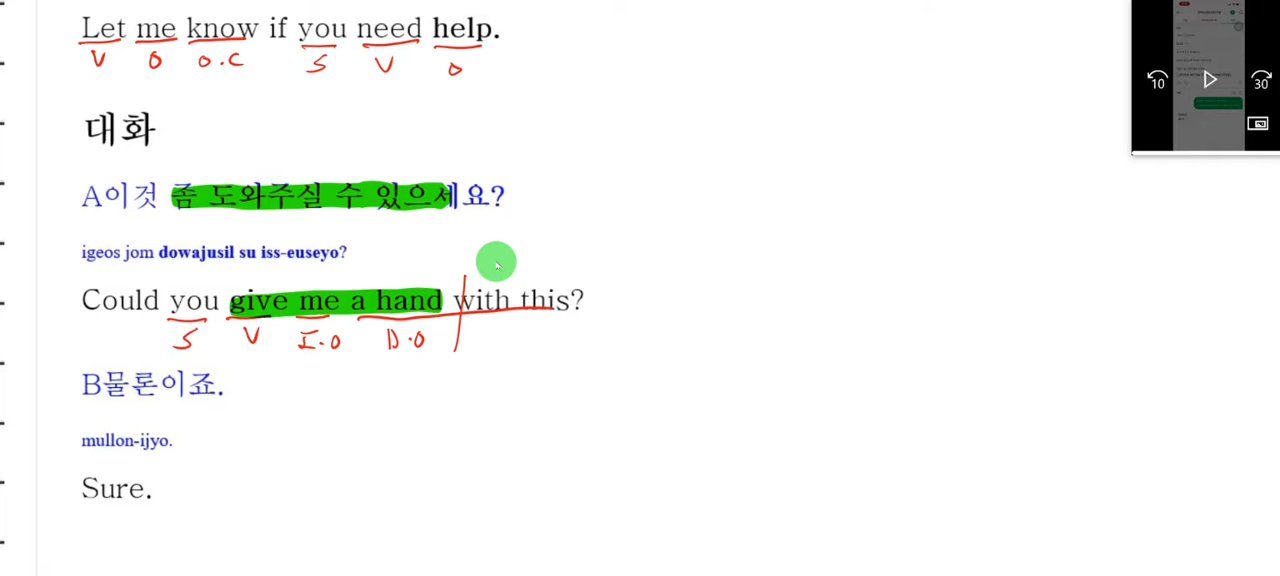 Let me know if you need help.
V O O.C S V O
대화
A이것 좀 도와주실 수 있으세요?
igeos jom dowajusil su iss-euseyo?
Could you give me a hand with this?
S V I.O D.O
B물론이죠.
mullon-ijyo.
Sure.
10
30